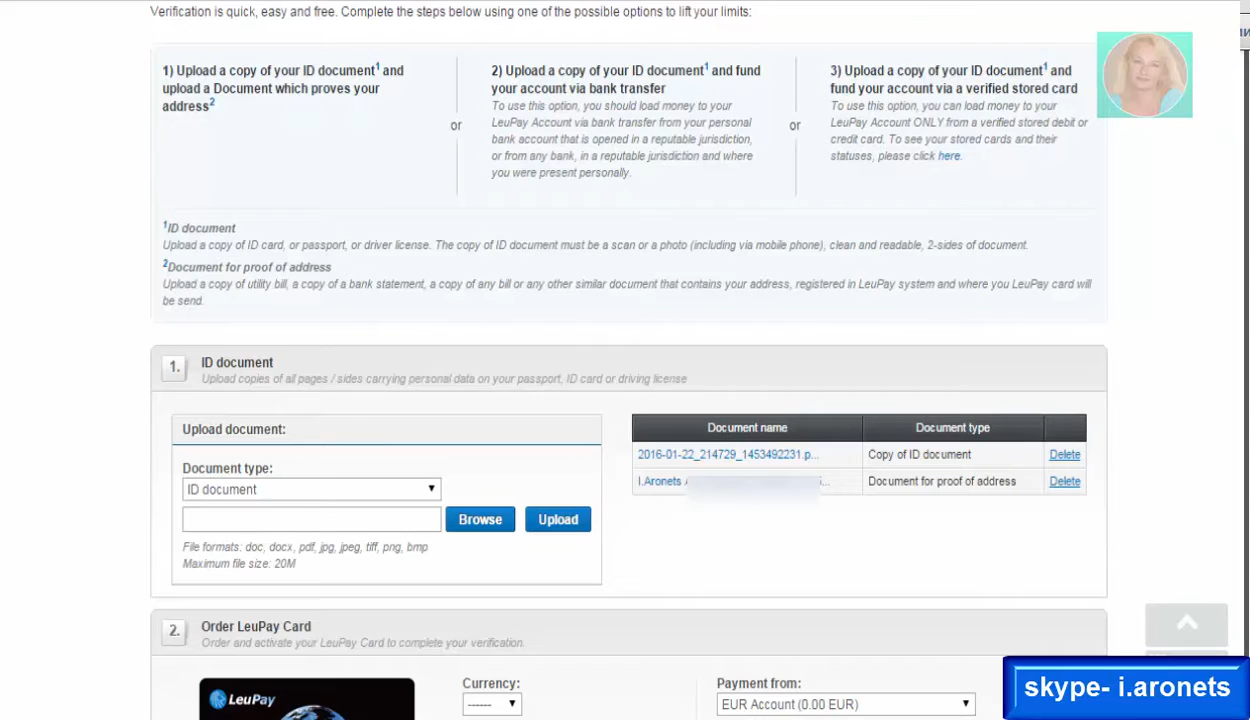 Verification is quick, easy and free. Complete the steps below using one of the possible options to lift your limits:
1) Upload a copy of your ID document1 and
upload a Document which proves your
address2
or
2) Upload a copy of your ID document1 and fund
your account via bank transfer
To use this option, you should load money to your
LeuPay Account via bank transfer from your personal
bank account that is opened in a reputable jurisdiction,
or from any bank, in a reputable jurisdiction and where
you were present personally.
or
3) Upload a copy of your ID document1 and
fund your account via a verified stored card
To use this option, you can load money to your
LeuPay Account ONLY from a verified stored debit or
credit card. To see your stored cards and their
statuses, please click here.
1ID document
Upload a copy of ID card, or passport, or driver license. The copy of ID document must be a scan or a photo (including via mobile phone), clean and readable, 2-sides of document.
2Document for proof of address
Upload a copy of utility bill, a copy of a bank statement, a copy of any bill or any other similar document that contains your address, registered in LeuPay system and where you LeuPay card will
be send.
1. ID document
Upload copies of all pages / sides carrying personal data on your passport, ID card or driving license
Upload document:
Document type:
ID document
Browse Upload
File formats: doc, docx, pdf, jpg, jpeg, tiff, png, bmp
Maximum file size: 20M
Document name Document type
2016-01-22_214729_1453492231.p... Copy of ID document Delete
I.Aronets Document for proof of address Delete
2. Order LeuPay Card
Order and activate your LeuPay Card to complete your verification.
LeuPay
Currency:
------
Payment from:
EUR Account (0.00 EUR)
skype- i.aronets